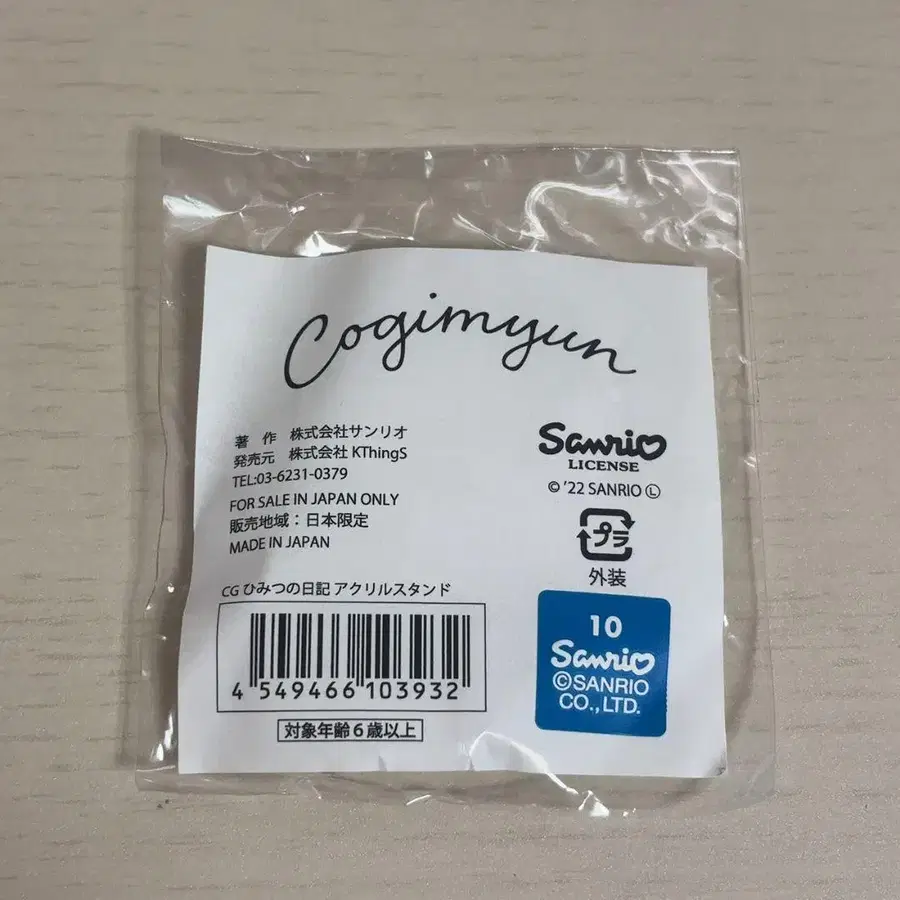 Cogimyun
著 作 株式会社サンリオ
発売元 株式会社 KThingS
TEL:03-6231-0379
FOR SALE IN JAPAN ONLY
販売地域：日本限定
MADE IN JAPAN
Sanrio
LICENSE
© '22 SANRIO Ⓛ
プラ
外装
CG ひみつの日記 アクリルスタンド
4 549466 103932
対象年齢6歳以上
10
Sanrio
©SANRIO
CO.,LTD.